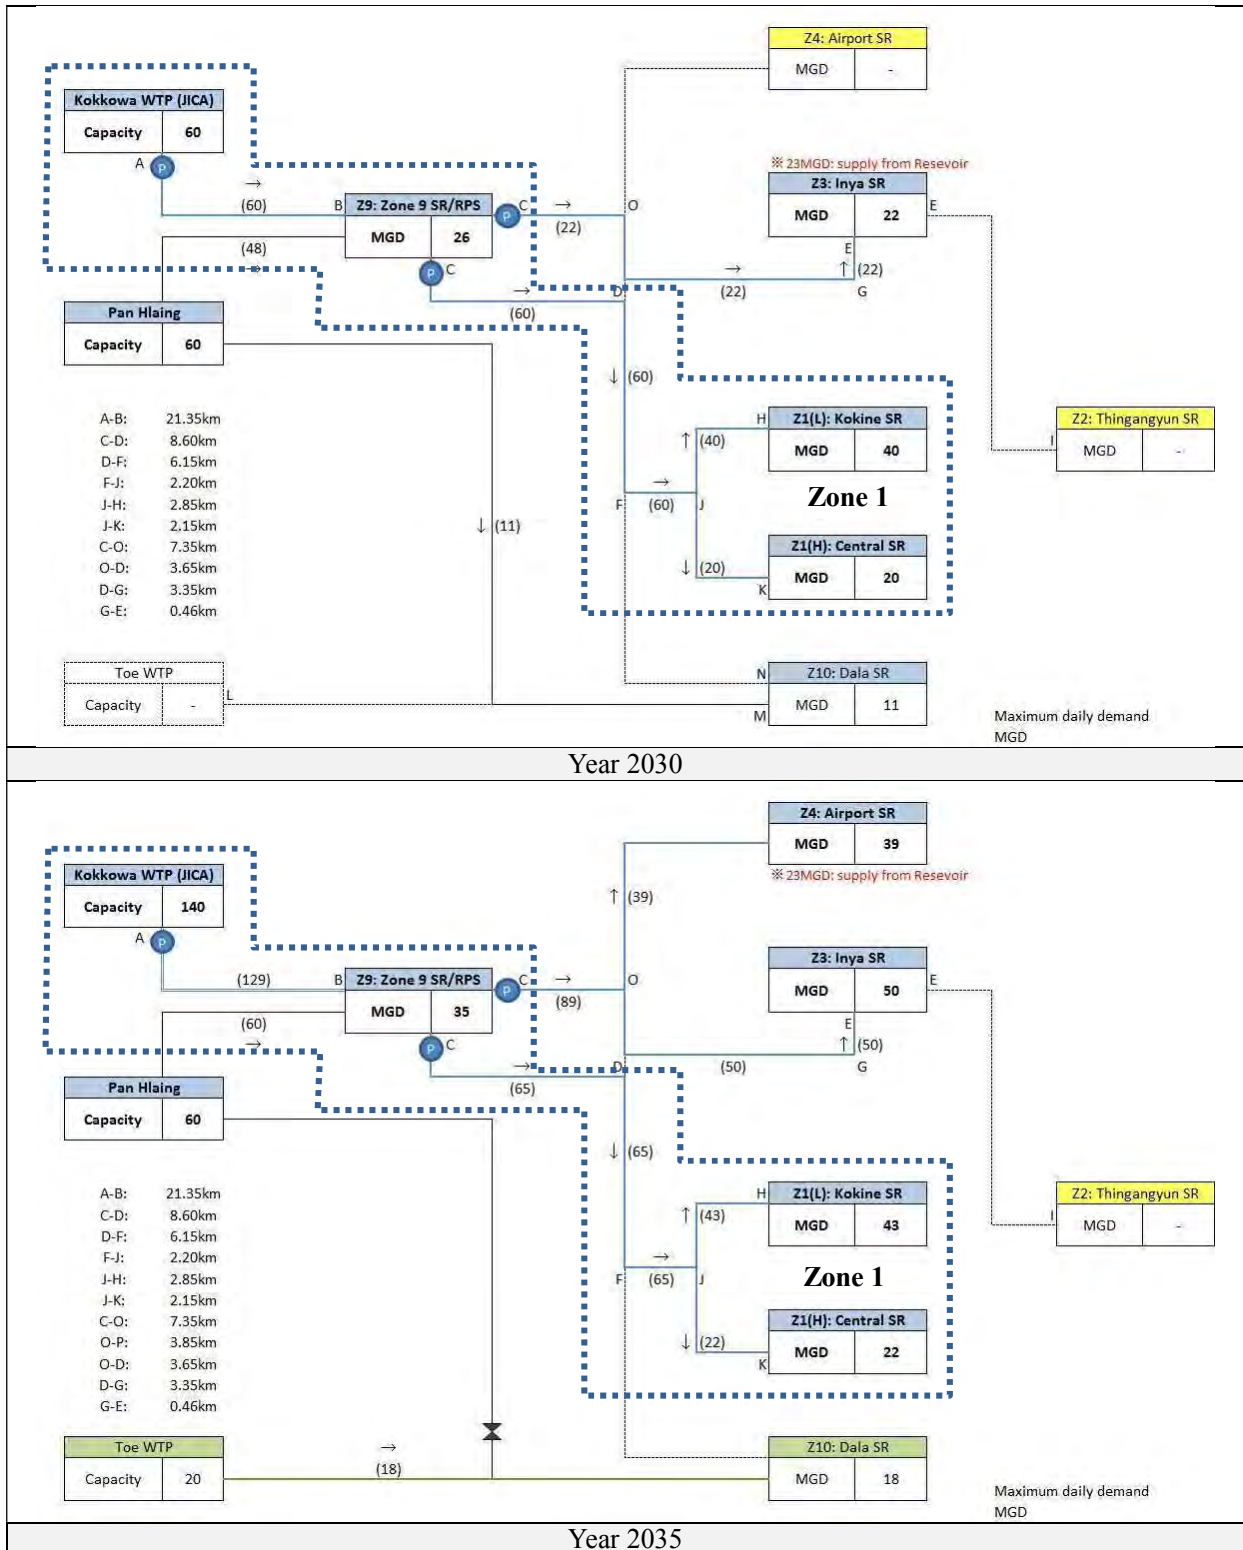 Z4: Airport SR
MGD -
Kokkowa WTP (JICA)
Capacity 60
A P
→
(60)
B
Z9: Zone 9 SR/RPS
MGD 26
P C →
(22)
O
※ 23MGD: supply from Resevoir
Z3: Inya SR
MGD 22
E
E
↑ (22)
G
(48)
→
P C
→
(60)
D
→
(22)
Pan Hlaing
Capacity 60
↓ (60)
A-B: 21.35km
C-D: 8.60km
D-F: 6.15km
F-J: 2.20km
J-H: 2.85km
J-K: 2.15km
C-O: 7.35km
O-D: 3.65km
D-G: 3.35km
G-E: 0.46km
↓ (11)
H
Z1(L): Kokine SR
MGD 40
↑ (40)
Zone 1
F
→
(60)
J
Z1(H): Central SR
MGD 20
↓ (20)
K
Z2: Thingangyun SR
I
MGD -
Toe WTP
Capacity -
L
N
Z10: Dala SR
MGD 11
M
Maximum daily demand
MGD
Year 2030
Z4: Airport SR
MGD 39
※ 23MGD: supply from Resevoir
↑ (39)
Kokkowa WTP (JICA)
Capacity 140
A P
(129)
B
Z9: Zone 9 SR/RPS
MGD 35
P C →
(89)
O
Z3: Inya SR
MGD 50
E
E
↑ (50)
G
(60)
→
P C
→
(65)
D
(50)
Pan Hlaing
Capacity 60
↓ (65)
A-B: 21.35km
C-D: 8.60km
D-F: 6.15km
F-J: 2.20km
J-H: 2.85km
J-K: 2.15km
C-O: 7.35km
O-P: 3.85km
O-D: 3.65km
D-G: 3.35km
G-E: 0.46km
H
Z1(L): Kokine SR
MGD 43
↑ (43)
Zone 1
F
→
(65)
J
Z1(H): Central SR
MGD 22
↓ (22)
K
Z2: Thingangyun SR
I
MGD -
Toe WTP
Capacity 20
→
(18)
Z10: Dala SR
MGD 18
Maximum daily demand
MGD
Year 2035